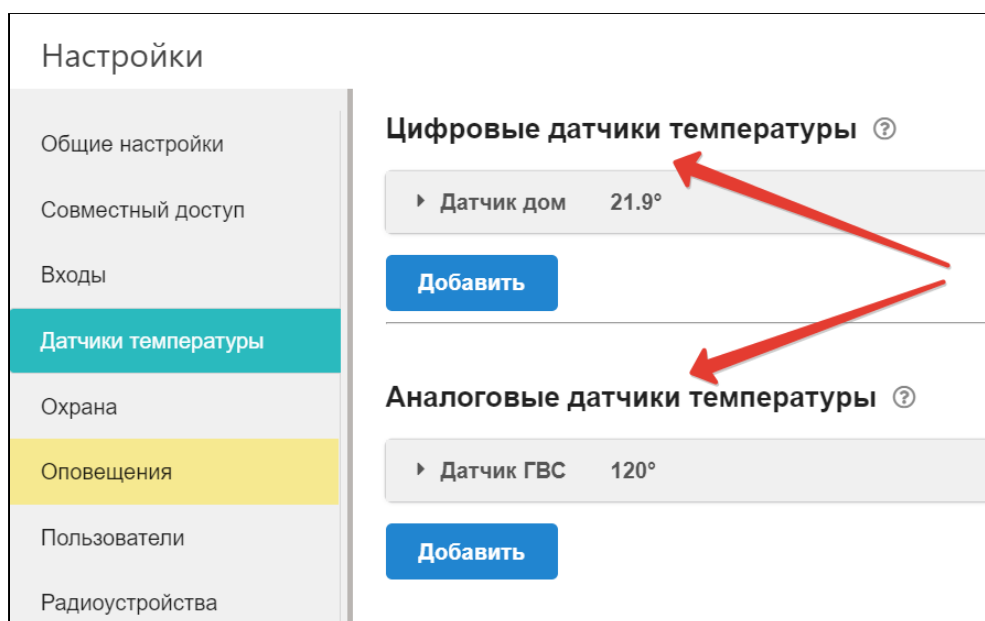 Настройки
Общие настройки
Совместный доступ
Входы
Датчики температуры
Охрана
Оповещения
Пользователи
Радиоустройства
Цифровые датчики температуры ?
Датчик дом 21.9°
Добавить
Аналоговые датчики температуры ?
Датчик ГВС 120°
Добавить